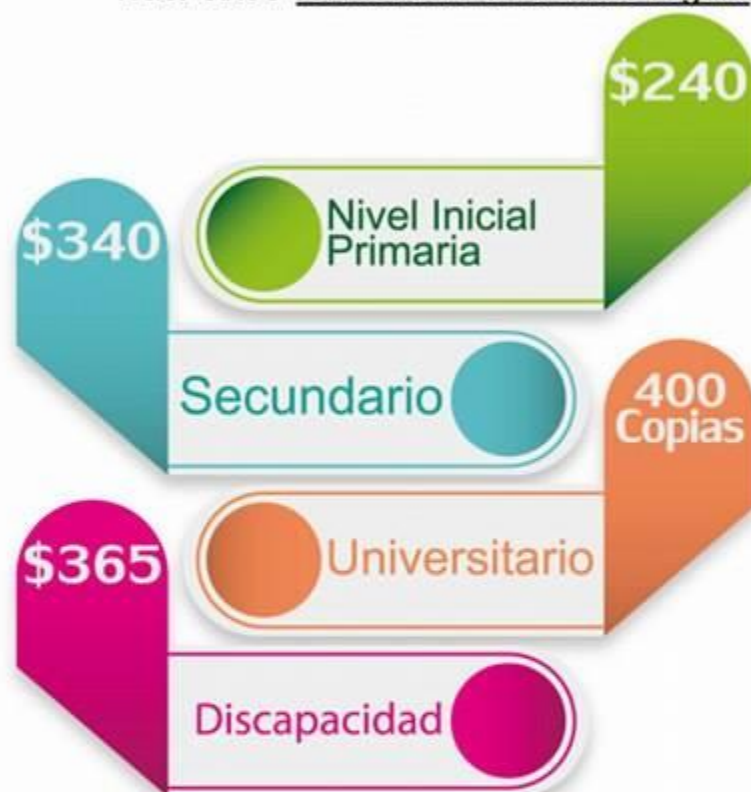 $240
Nivel Inicial
Primaria
$340
Secundario
400
Copias
Universitario
$365
Discapacidad